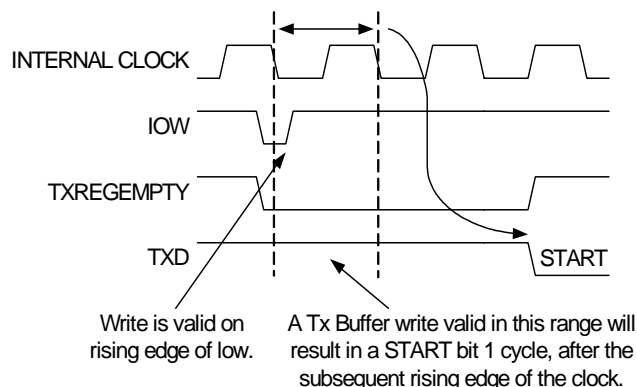 INTERNAL CLOCK
IOW
TXREGEMPTY
TXD
START
Write is valid on
rising edge of low.
A Tx Buffer write valid in this range will
result in a START bit 1 cycle, after the
subsequent rising edge of the clock.